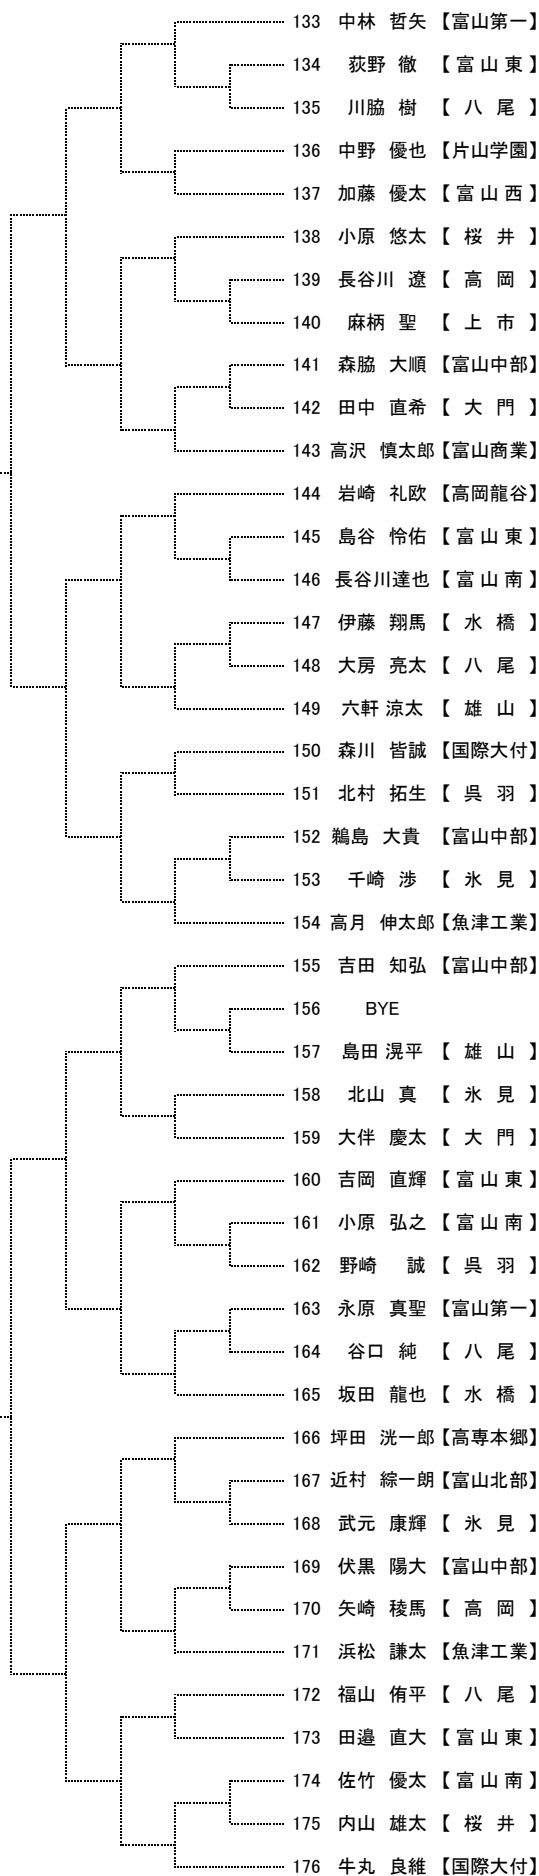 133 中林 哲矢 【富山第一】
134 荻野 徹 【富山東】
135 川脇 樹 【八尾】
136 中野 優也 【片山学園】
137 加藤 優太 【富山西】
138 小原 悠太 【桜井】
139 長谷川 遼 【高岡】
140 麻柄 聖 【上市】
141 森脇 大順 【富山中部】
142 田中 直希 【大門】
143 高沢 慎太郎 【富山商業】
144 岩崎 礼欧 【高岡龍谷】
145 島谷 怜佑 【富山東】
146 長谷川達也 【富山南】
147 伊藤 翔馬 【水橋】
148 大房 亮太 【八尾】
149 六軒 涼太 【雄山】
150 森川 皆誠 【国際大付】
151 北村 拓生 【呉羽】
152 鵜島 大貴 【富山中部】
153 千崎 渉 【氷見】
154 高月 伸太郎 【魚津工業】
155 吉田 知弘 【富山中部】
156 BYE
157 島田 滉平 【雄山】
158 北山 真 【氷見】
159 大伴 慶太 【大門】
160 吉岡 直輝 【富山東】
161 小原 弘之 【富山南】
162 野崎 誠 【呉羽】
163 永原 真聖 【富山第一】
164 谷口 純 【八尾】
165 坂田 龍也 【水橋】
166 坪田 洸一郎 【高専本郷】
167 近村 綜一朗 【富山北部】
168 武元 康輝 【氷見】
169 伏黒 陽大 【富山中部】
170 矢崎 稜馬 【高岡】
171 浜松 謙太 【魚津工業】
172 福山 侑平 【八尾】
173 田邉 直大 【富山東】
174 佐竹 優太 【富山南】
175 内山 雄太 【桜井】
176 牛丸 良維 【国際大付】